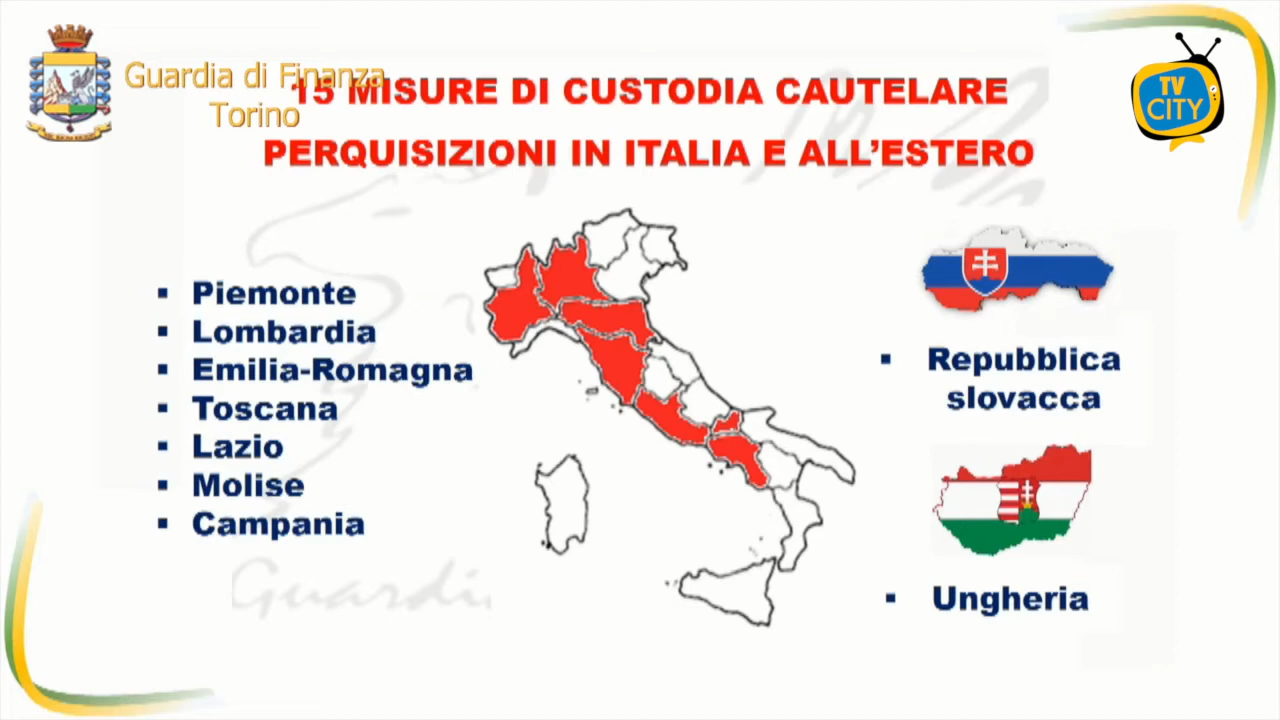 Guardia di Finanza
Torino
15 MISURE DI CUSTODIA CAUTELARE
PERQUISIZIONI IN ITALIA E ALL'ESTERO
TV
CITY
▪ Piemonte
▪ Lombardia
▪ Emilia-Romagna
▪ Toscana
▪ Lazio
▪ Molise
▪ Campania
▪ Repubblica
slovacca
▪ Ungheria
Guardi